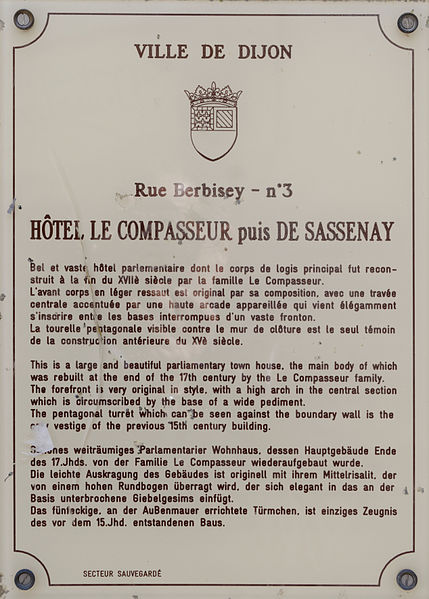 VILLE DE DIJON
Rue Berbisey - n°3
HÔTEL LE COMPASSEUR puis DE SASSENAY
Bel et vaste hôtel parlementaire dont le corps de logis principal fut recon-
struit à la fin du XVIIè siècle par la famille Le Compasseur.
L'avant corps en léger ressaut est original par sa composition, avec une travée
centrale accentuée par une haute arcade appareillée qui vient élégamment
s'inscrire entre les bases interrompues d'un vaste fronton.
La tourelle pentagonale visible contre le mur de clôture est le seul témoin
de la construction antérieure du XVè siècle.
This is a large and beautiful parliamentary town house, the main body of which
was rebuilt at the end of the 17th century by the Le Compasseur family.
The forefront is very original in style, with a high arch in the central section
which is circumscribed by the base of a wide pediment.
The pentagonal turrêt which can be seen against the boundary wall is the
vestige of the previous 15th century building.
weiträumiges Parlamentarier Wohnhaus, dessen Hauptgebäude Ende
des 17.Jhds. von der Familie Le Compasseur wiederaufgebaut wurde.
Die leichte Auskragung des Gebäudes ist originell mit ihrem Mittelrisalit, der
von einem hohen Rundbogen überragt wird, der sich elegant in das an der
Basis unterbrochene Giebelgesims einfügt.
Das fünfeckige, an der Außenmauer errichtete Türmchen, ist einziges Zeugnis
des vor dem 15.Jhd. entstandenen Baus.
SECTEUR SAUVEGARDÉ